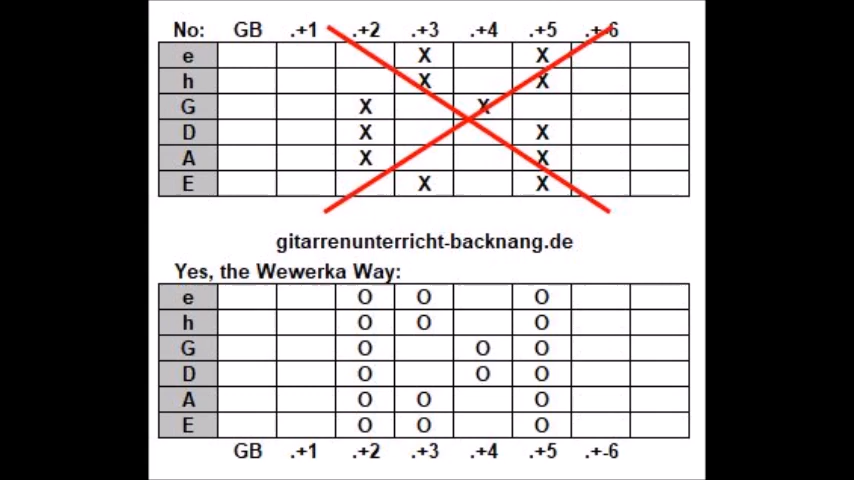 No: GB .+1 .+2 .+3 .+4 .+5 .+-6
e X X
h X X
G X X
D X X
A X X
E X X
gitarrenunterricht-backnang.de
Yes, the Wewerka Way:
e O O O
h O O O
G O O O
D O O O
A O O O
E O O O
GB .+1 .+2 .+3 .+4 .+5 .+-6